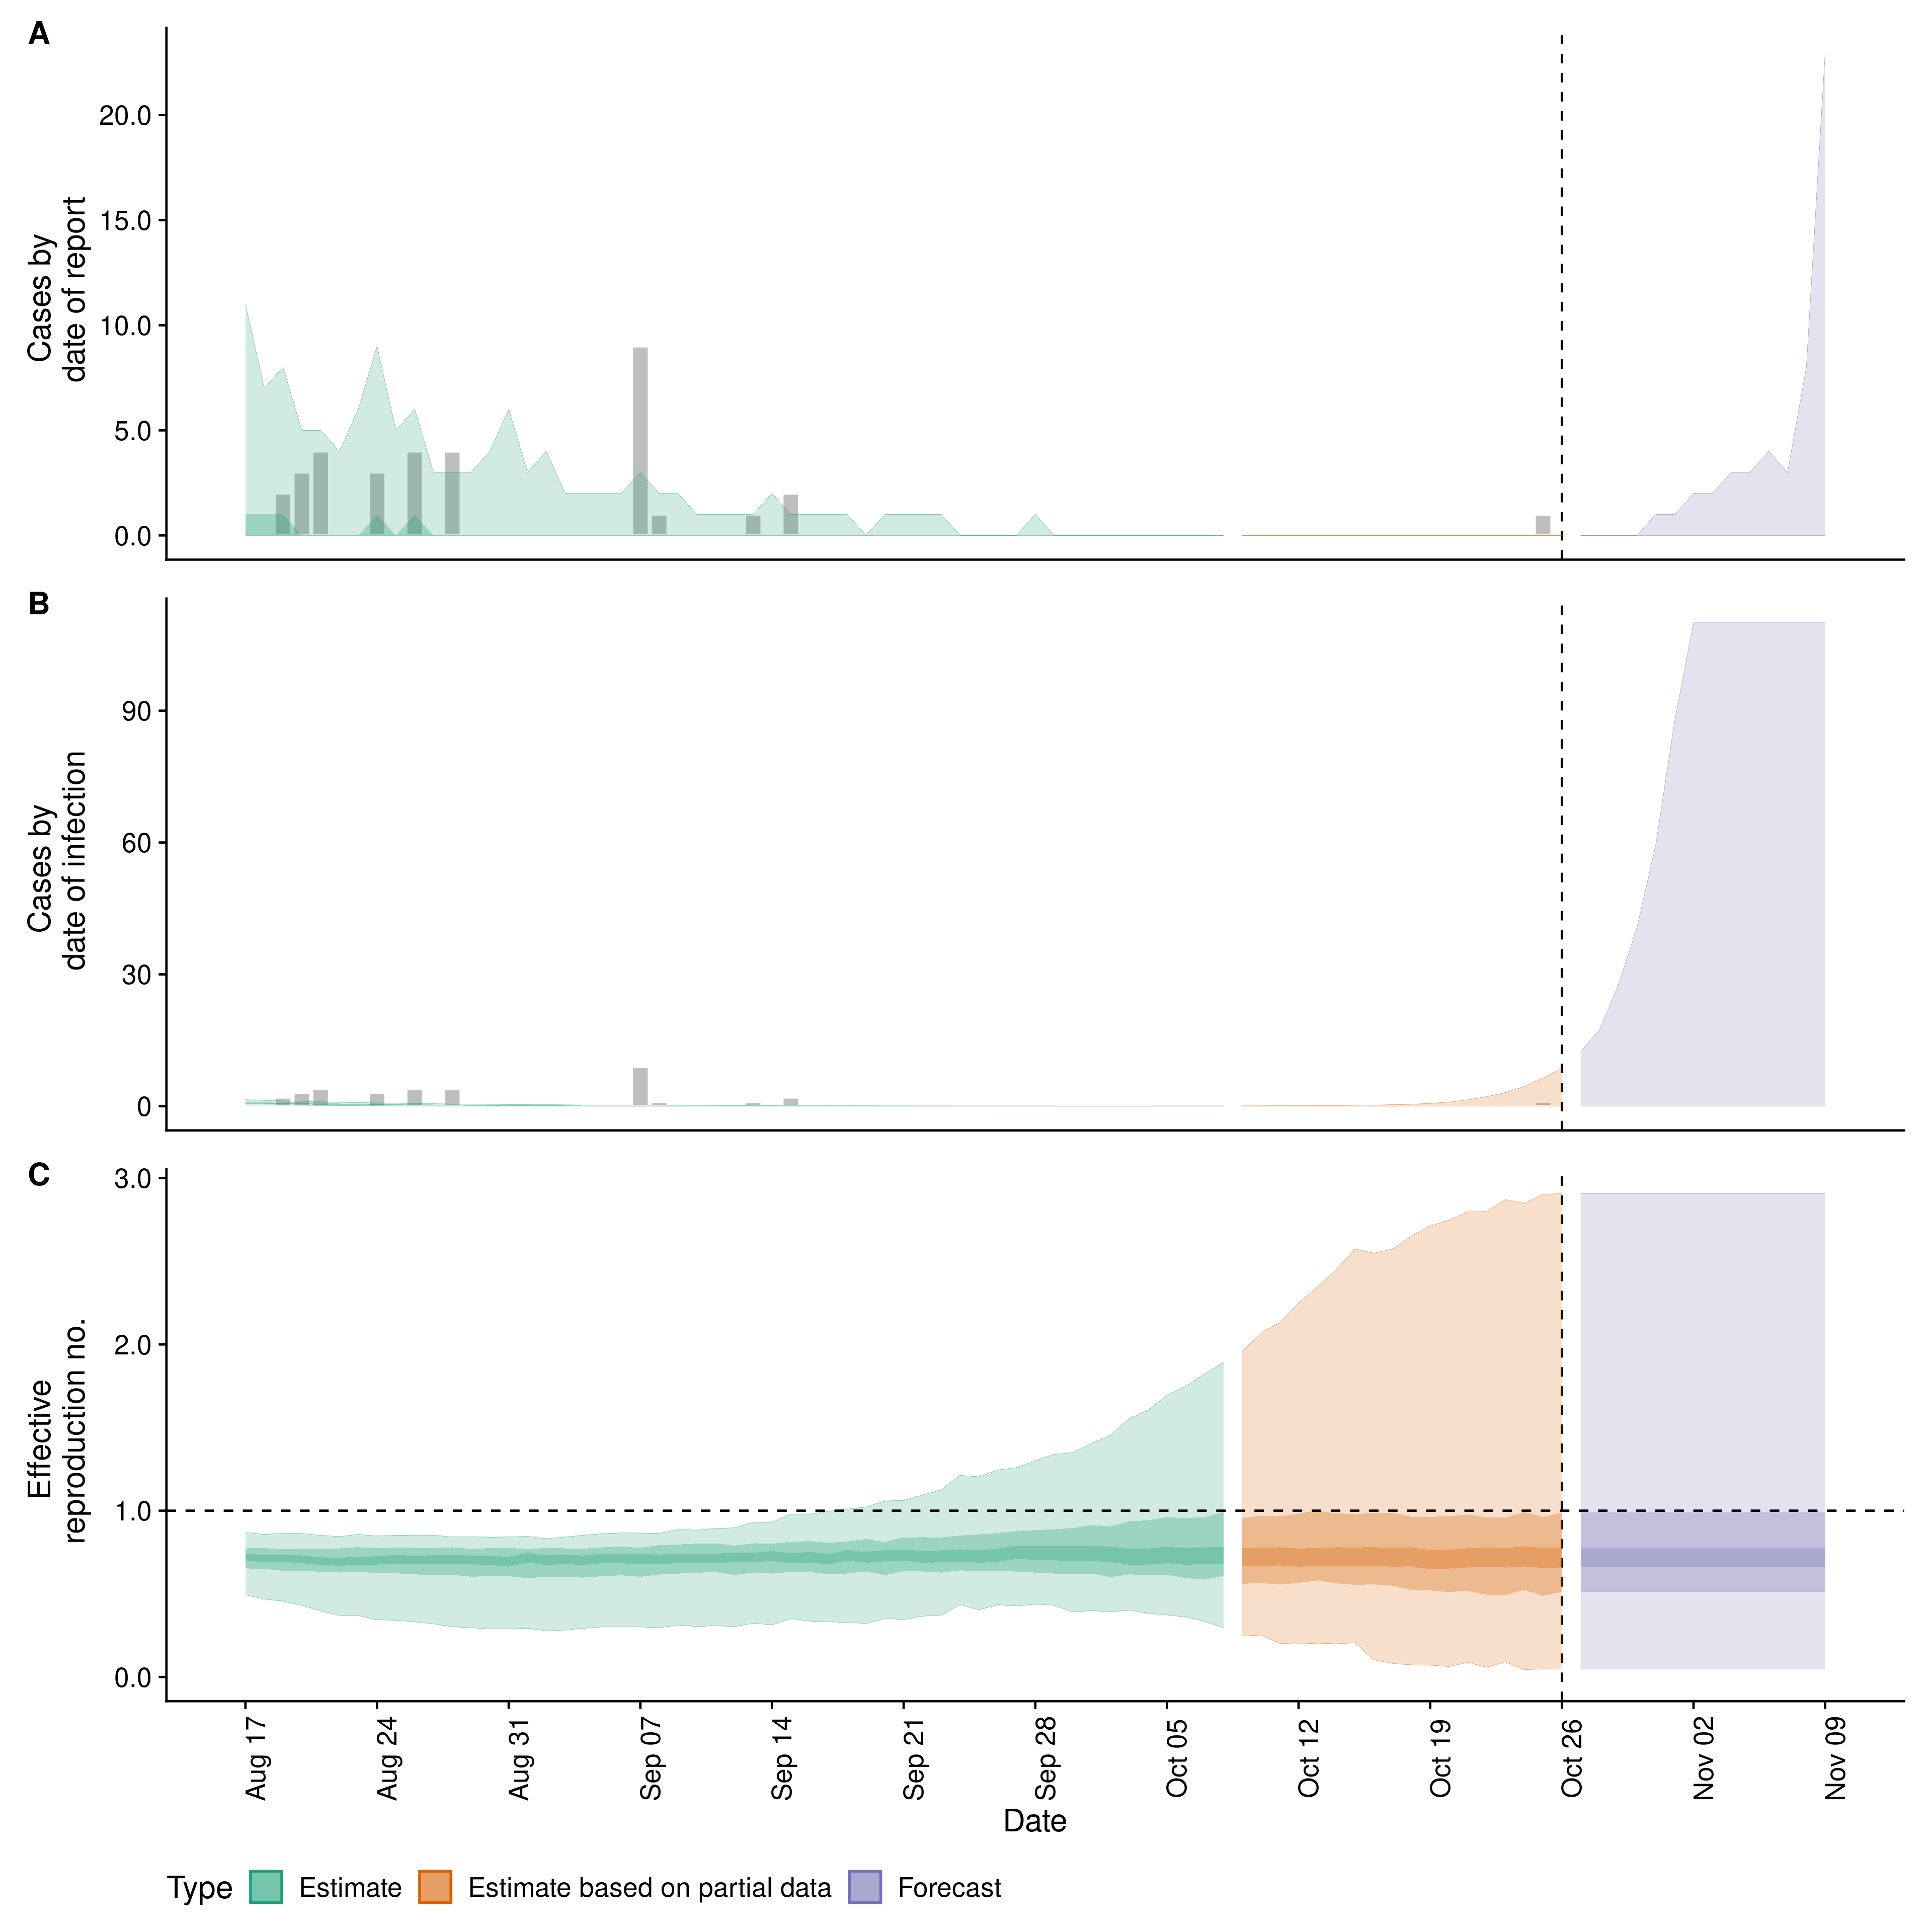 A
20.0
15.0
10.0
5.0
0.0
Cases by
date of report
B
90
60
30
0
Cases by
date of infection
C
3.0
2.0
1.0
0.0
Effective
reproduction no.
Aug 17
Aug 24
Aug 31
Sep 07
Sep 14
Sep 21
Sep 28
Oct 05
Oct 12
Oct 19
Oct 26
Nov 02
Nov 09
Date
Type Estimate Estimate based on partial data Forecast